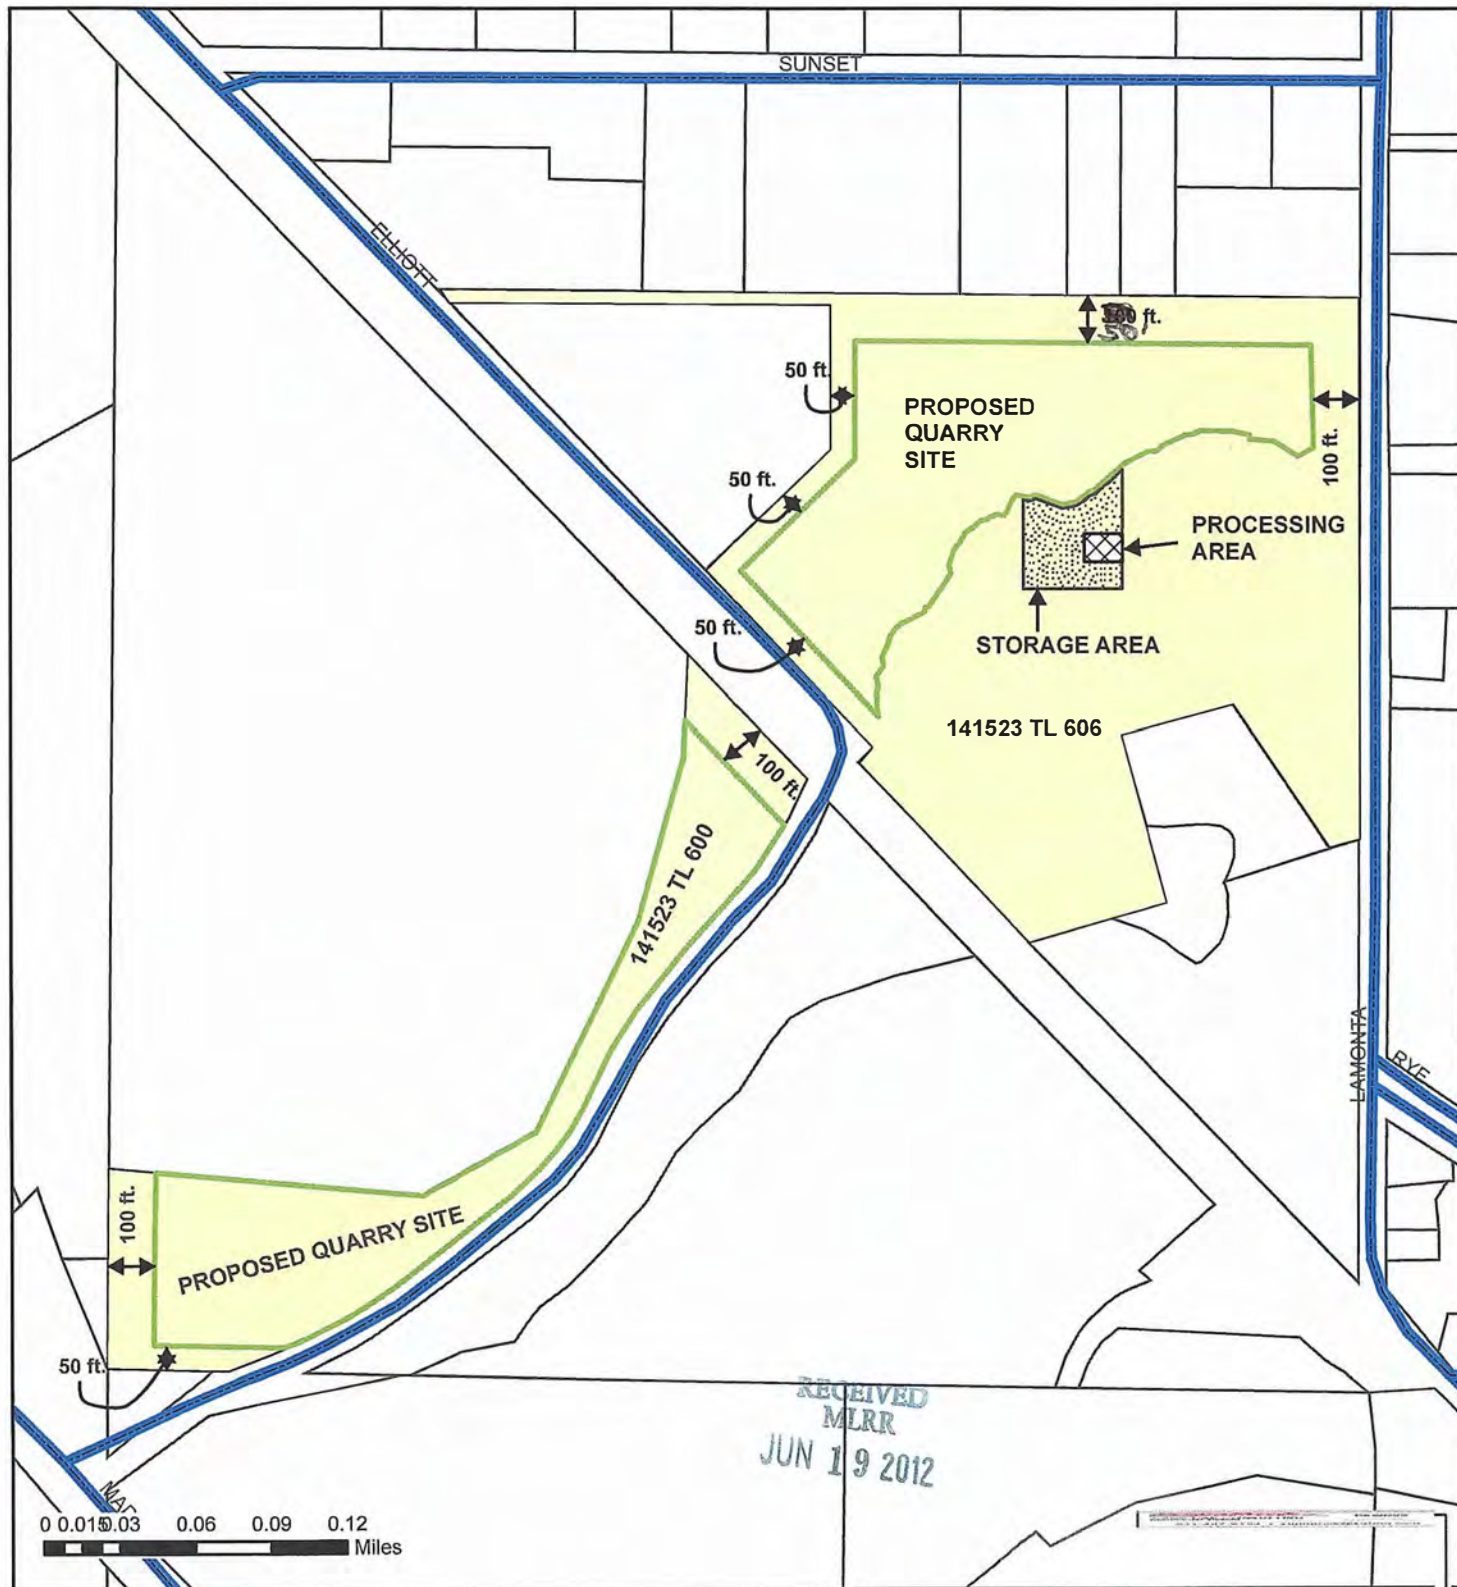 SUNSET
ELLIOTT
50'
ft.
50 ft.
PROPOSED
QUARRY
SITE
100 ft.
50 ft.
PROCESSING
AREA
50 ft.
STORAGE AREA
141523 TL 606
100 ft.
141523 TL 600
LAMONTA
RYE
100 ft.
PROPOSED QUARRY SITE
50 ft.
RECEIVED
MLRR
JUN 19 2012
0 0.015 0.03 0.06 0.09 0.12
Miles